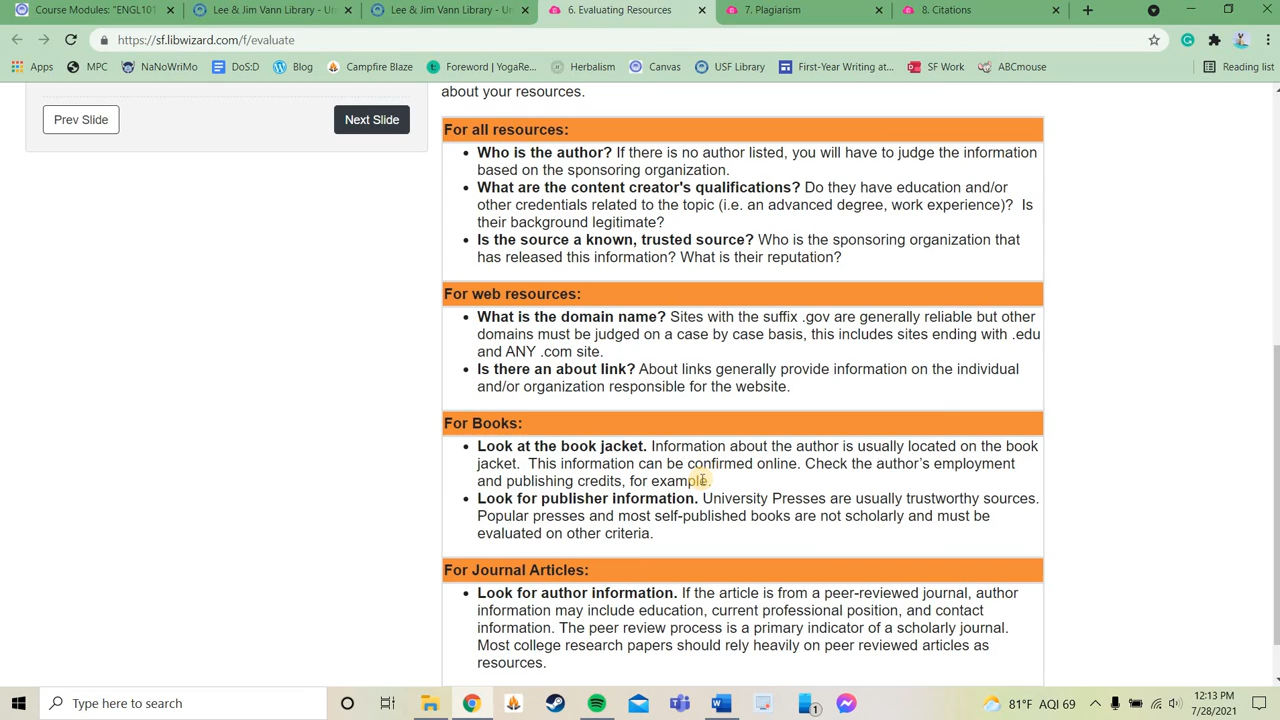 Course Modules: "ENGL101
Lee & Jim Vann Library - Un
Lee & Jim Vann Library - Un
6. Evaluating Resources
7. Plagiarism
8. Citations
https://sf.libwizard.com/f/evaluate
Apps
MPC
NaNoWriMo
DoS:D
Blog
Campfire Blaze
Foreword | YogaRe...
Herbalism
Canvas
USF Library
First-Year Writing at...
SF Work
ABCmouse
Reading list
about your resources.
Prev Slide
Next Slide
For all resources:
• Who is the author? If there is no author listed, you will have to judge the information
based on the sponsoring organization.
• What are the content creator's qualifications? Do they have education and/or
other credentials related to the topic (i.e. an advanced degree, work experience)?  Is
their background legitimate?
• Is the source a known, trusted source? Who is the sponsoring organization that
has released this information? What is their reputation?
For web resources:
• What is the domain name? Sites with the suffix .gov are generally reliable but other
domains must be judged on a case by case basis, this includes sites ending with .edu
and ANY .com site.
• Is there an about link? About links generally provide information on the individual
and/or organization responsible for the website.
For Books:
• Look at the book jacket. Information about the author is usually located on the book
jacket.  This information can be confirmed online. Check the author’s employment
and publishing credits, for example.
• Look for publisher information. University Presses are usually trustworthy sources.
Popular presses and most self-published books are not scholarly and must be
evaluated on other criteria.
For Journal Articles:
• Look for author information. If the article is from a peer-reviewed journal, author
information may include education, current professional position, and contact
information. The peer review process is a primary indicator of a scholarly journal.
Most college research papers should rely heavily on peer reviewed articles as
resources.
Type here to search
1
81°F AQI 69
12:13 PM
7/28/2021